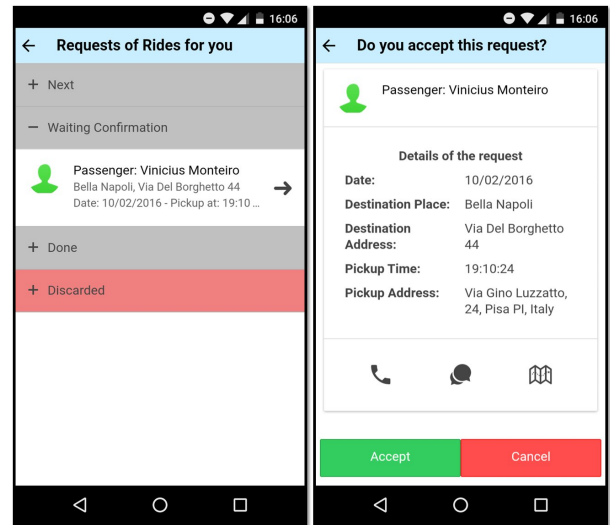 16:06
Requests of Rides for you
+ Next
− Waiting Confirmation
Passenger: Vinicius Monteiro
Bella Napoli, Via Del Borghetto 44
Date: 10/02/2016 - Pickup at: 19:10 ...
+ Done
+ Discarded
16:06
Do you accept this request?
Passenger: Vinicius Monteiro
Details of the request
Date: 10/02/2016
Destination Place: Bella Napoli
Destination Address: Via Del Borghetto 44
Pickup Time: 19:10:24
Pickup Address: Via Gino Luzzatto, 24, Pisa PI, Italy
Accept Cancel